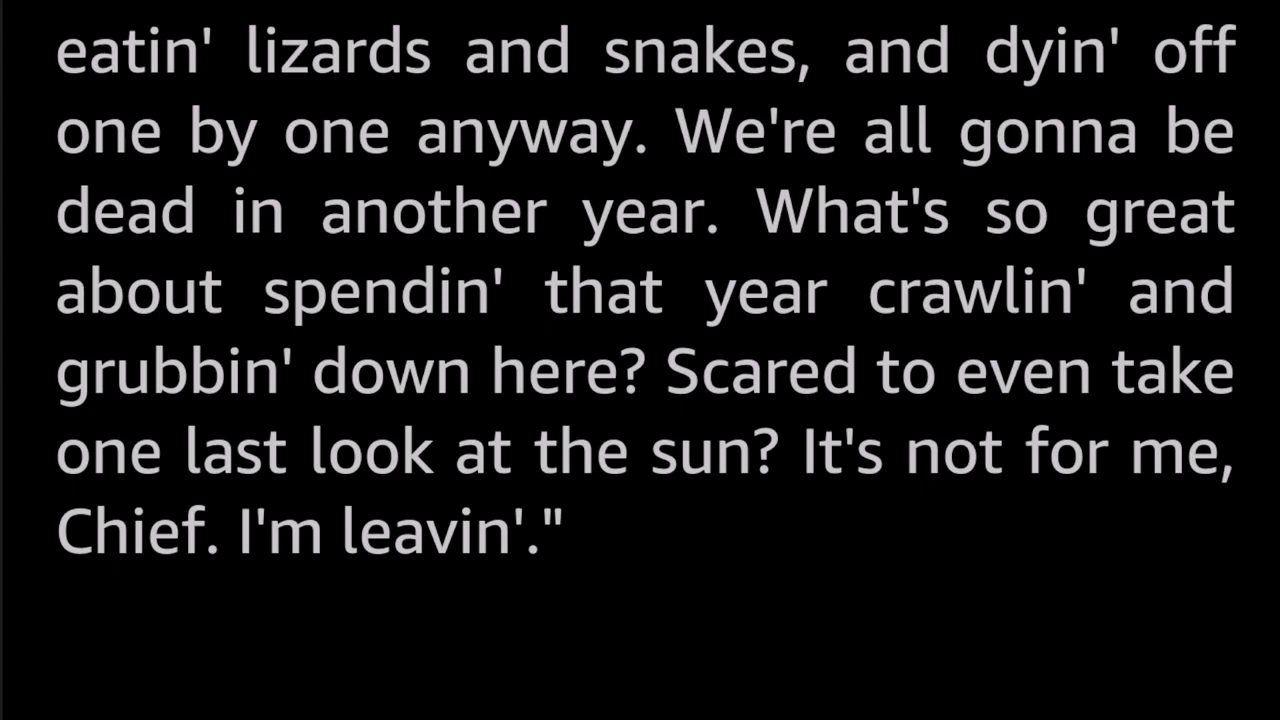 eatin' lizards and snakes, and dyin' off
one by one anyway. We're all gonna be
dead in another year. What's so great
about spendin' that year crawlin' and
grubbin' down here? Scared to even take
one last look at the sun? It's not for me,
Chief. I'm leavin'."